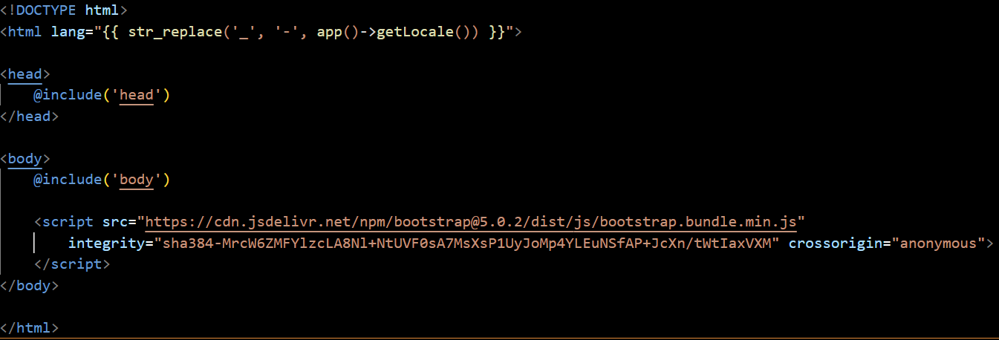 <!DOCTYPE html>
<html lang="{{ str_replace('_', '-', app()->getLocale()) }}">
<head>
@include('head')
</head>
<body>
@include('body')
<script src="https://cdn.jsdelivr.net/npm/bootstrap@5.0.2/dist/js/bootstrap.bundle.min.js"
integrity="sha384-MrcW6ZMFYlzcLA8Nl+NtUVF0sA7MsXsP1UyJoMp4YLEuNSfAP+JcXn/tWtIaxVXM" crossorigin="anonymous">
</script>
</body>
</html>